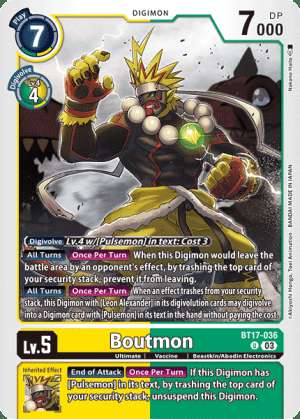 DIGIMON
Play
7
7000
DP
Digivolve
Lv.4
4
Digivolve Lv.4 w/[Pulsemon] in text: Cost 3
All Turns Once Per Turn When this Digimon would leave the
battle area by an opponent's effect, by trashing the top card of
your security stack, prevent it from leaving.
All Turns Once Per Turn When an effect trashes from your security
stack, this Digimon with [Leon Alexander] in its digivolution cards may digivolve
into a Digimon card with [Pulsemon] in its text in the hand without paying the cost.
BT17-036
Lv.5
Boutmon
U 03
Ultimate
Vaccine
Beastkin/Abadin Electronics
Inherited Effect
End of Attack Once Per Turn If this Digimon has
[Pulsemon] in its text, by trashing the top card of
your security stack, unsuspend this Digimon.